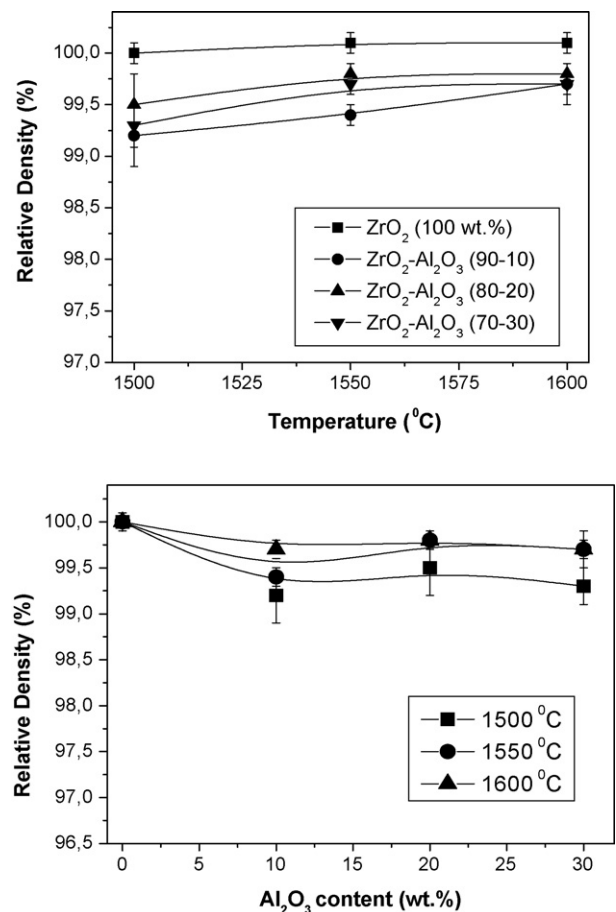 100,0
99,5
99,0
98,5
98,0
97,5
97,0
Relative Density (%)
ZrO₂ (100 wt.%)
ZrO₂-Al₂O₃ (90-10)
ZrO₂-Al₂O₃ (80-20)
ZrO₂-Al₂O₃ (70-30)
1500 1525 1550 1575 1600
Temperature (⁰C)
100,0
99,5
99,0
98,5
98,0
97,5
97,0
96,5
Relative Density (%)
1500 ⁰C
1550 ⁰C
1600 ⁰C
0 5 10 15 20 25 30
Al₂O₃ content (wt.%)